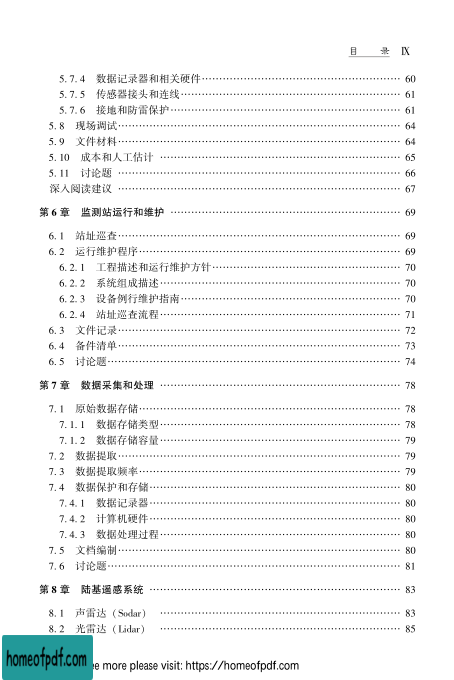 目 录 Ⅸ
5.7.4 数据记录器和相关硬件…………………………………… 60
5.7.5 传感器接头和连线………………………………………… 61
5.7.6 接地和防雷保护…………………………………………… 61
5.8 现场调试……………………………………………………… 64
5.9 文件材料……………………………………………………… 64
5.10 成本和人工估计 …………………………………………… 65
5.11 讨论题 ……………………………………………………… 66
深入阅读建议 …………………………………………………… 67
第6章 监测站运行和维护 ……………………………………… 69
6.1 站址巡查……………………………………………………… 69
6.2 运行维护程序………………………………………………… 69
6.2.1 工程描述和运行维护方针………………………………… 70
6.2.2 系统组成描述……………………………………………… 70
6.2.3 设备例行维护指南………………………………………… 70
6.2.4 站址巡查流程……………………………………………… 71
6.3 文件记录……………………………………………………… 72
6.4 备件清单……………………………………………………… 73
6.5 讨论题………………………………………………………… 74
第7章 数据采集和处理 ………………………………………… 78
7.1 原始数据存储………………………………………………… 78
7.1.1 数据存储类型……………………………………………… 78
7.1.2 数据存储容量……………………………………………… 79
7.2 数据提取……………………………………………………… 79
7.3 数据提取频率………………………………………………… 79
7.4 数据保护和存储……………………………………………… 80
7.4.1 数据记录器………………………………………………… 80
7.4.2 计算机硬件………………………………………………… 80
7.4.3 数据处理过程……………………………………………… 80
7.5 文档编制……………………………………………………… 80
7.6 讨论题………………………………………………………… 81
第8章 陆基遥感系统 …………………………………………… 83
8.1 声雷达 (Sodar) …………………………………………… 83
8.2 光雷达 (Lidar) …………………………………………… 85
homeofpdf.com
ee more please visit: https://homeofpdf.com